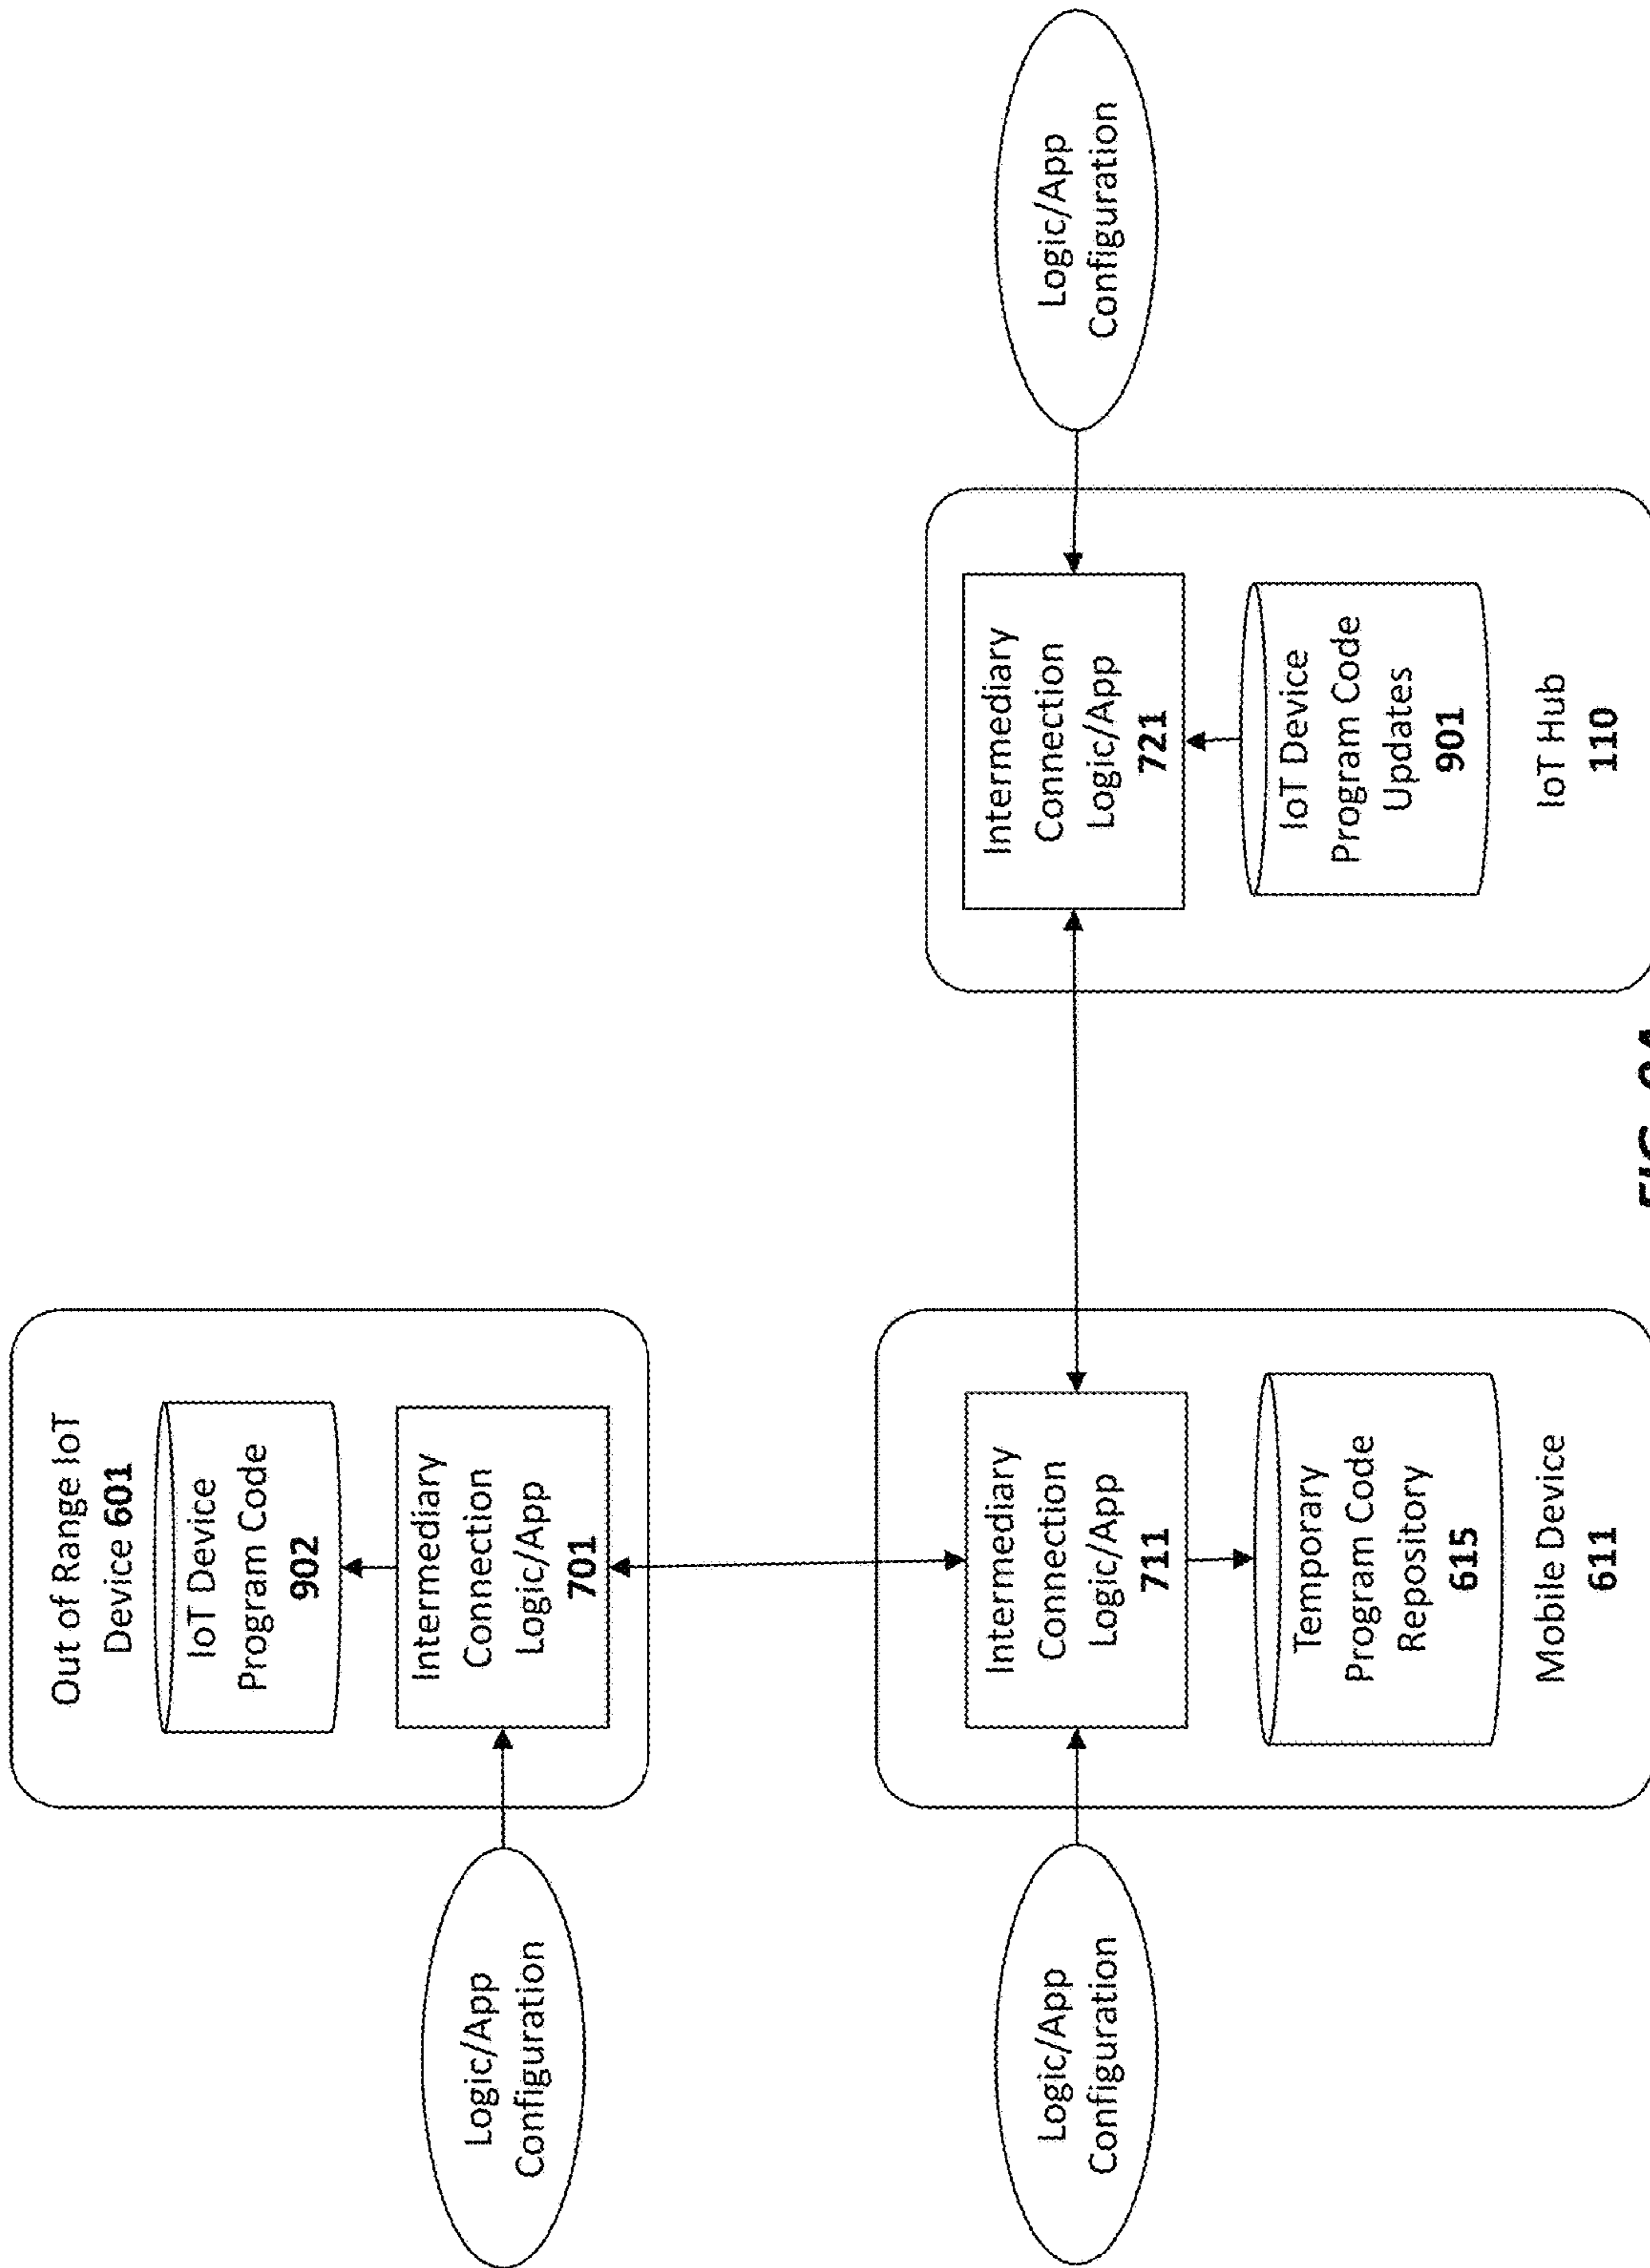 Out of Range IoT
Device 601
IoT Device
Program Code
902
Logic/App
Configuration
Intermediary
Connection
Logic/App
701
Logic/App
Configuration
Intermediary
Connection
Logic/App
711
Temporary
Program Code
Repository
615
Mobile Device
611
Intermediary
Connection
Logic/App
721
IoT Device
Program Code
Updates
901
IoT Hub
110
Logic/App
Configuration
FIG. 9A